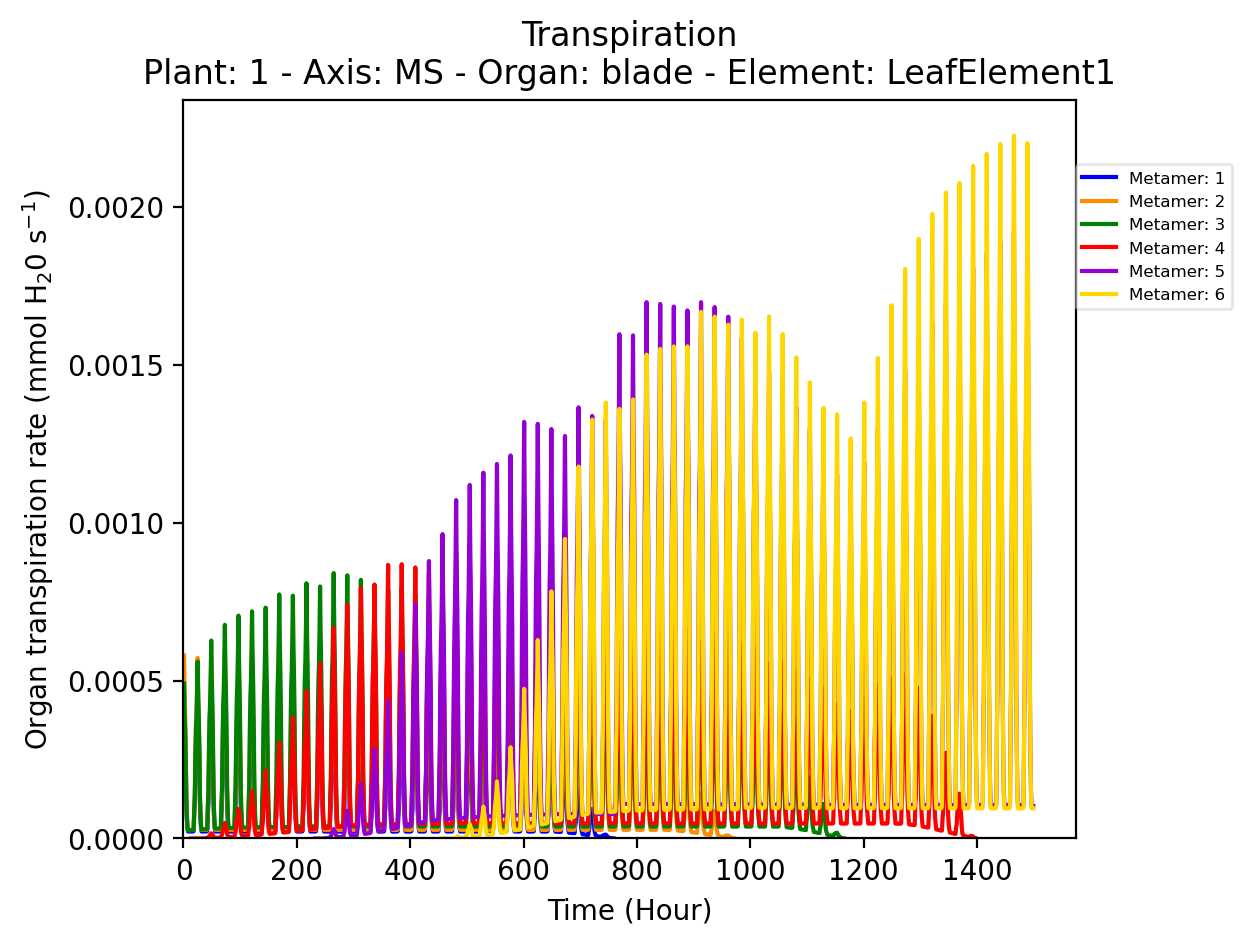 Transpiration
Plant: 1 - Axis: MS - Organ: blade - Element: LeafElement1
Organ transpiration rate (mmol H₂0 s⁻¹)
0.0020
0.0015
0.0010
0.0005
0.0000
0 200 400 600 800 1000 1200 1400
Time (Hour)
Metamer: 1
Metamer: 2
Metamer: 3
Metamer: 4
Metamer: 5
Metamer: 6